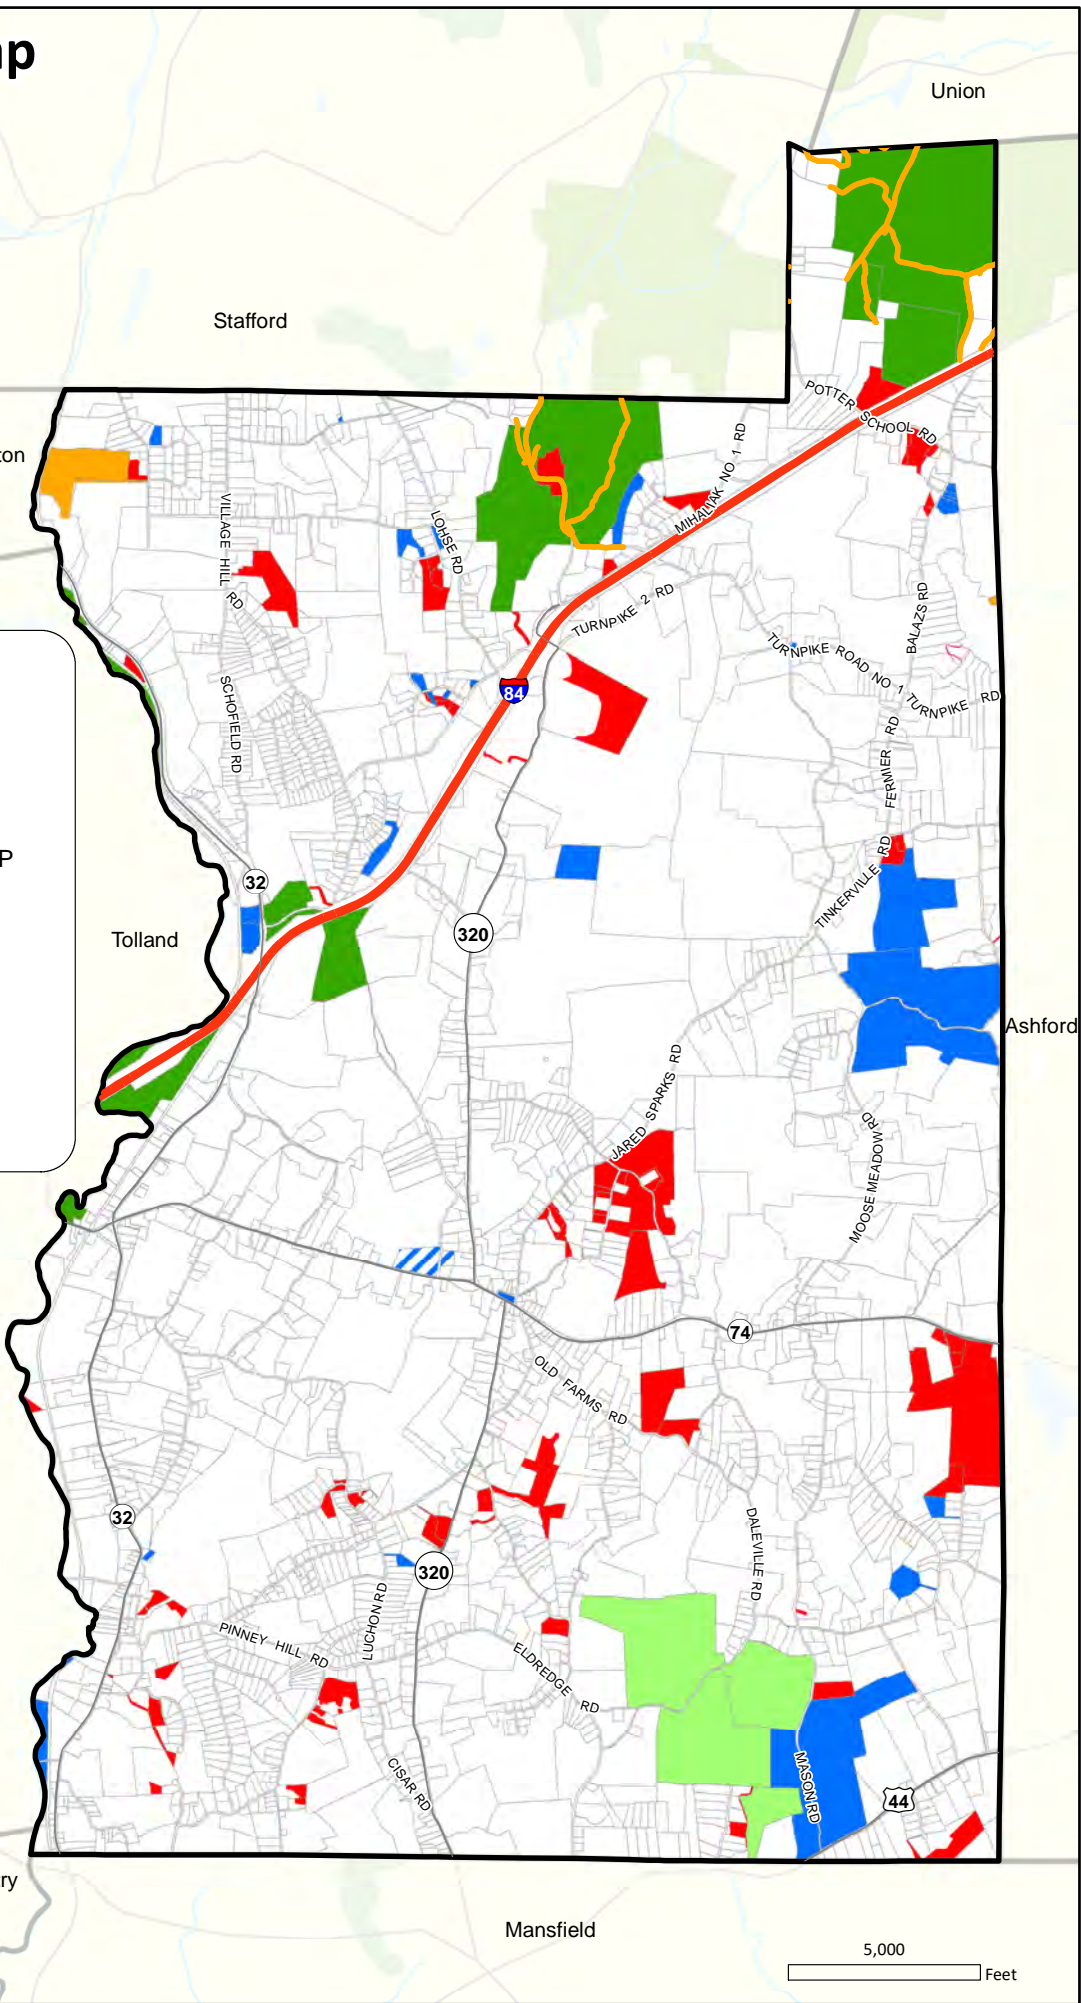 ap
Union
Stafford
POTTER SCHOOL RD
MIHALIAK NO. 1 RD
ton
VILLAGE HILL RD
LOHSE RD
TURNPIKE 2 RD
BALAZS RD
TURNPIKE ROAD NO 1
TURNPIKE RD
SCHOFIELD RD
84
FERMIER RD
P
32
TINKERVILLE RD
320
Tolland
Ashford
JARED SPARKS RD
MOOSE MEADOW RD
74
OLD FARMS RD
32
DALEVILLE RD
320
LUCHON RD
PINNEY HILL RD
ELDREDGE RD
CISAR RD
MASON RD
44
ry
Mansfield
5,000
Feet